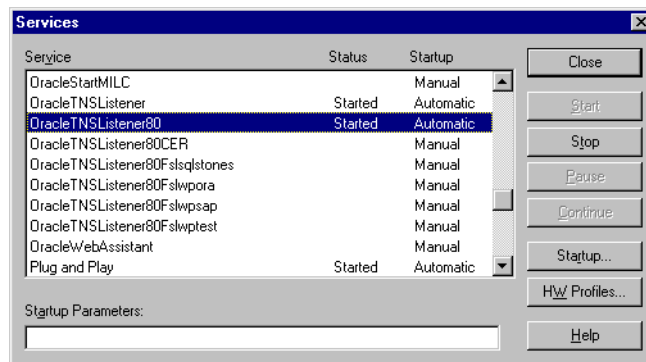 Services
Service Status Startup
OracleStartMILC Manual
OracleTNSListener Started Automatic
OracleTNSListener80 Started Automatic
OracleTNSListener80CER Manual
OracleTNSListener80Fslsqlstones Manual
OracleTNSListener80Fslwpora Manual
OracleTNSListener80Fslwpsap Manual
OracleTNSListener80Fslwptest Manual
OracleWebAssistant Manual
Plug and Play Started Automatic
Startup Parameters:
Close
Start
Stop
Pause
Continue
Startup...
HW Profiles...
Help